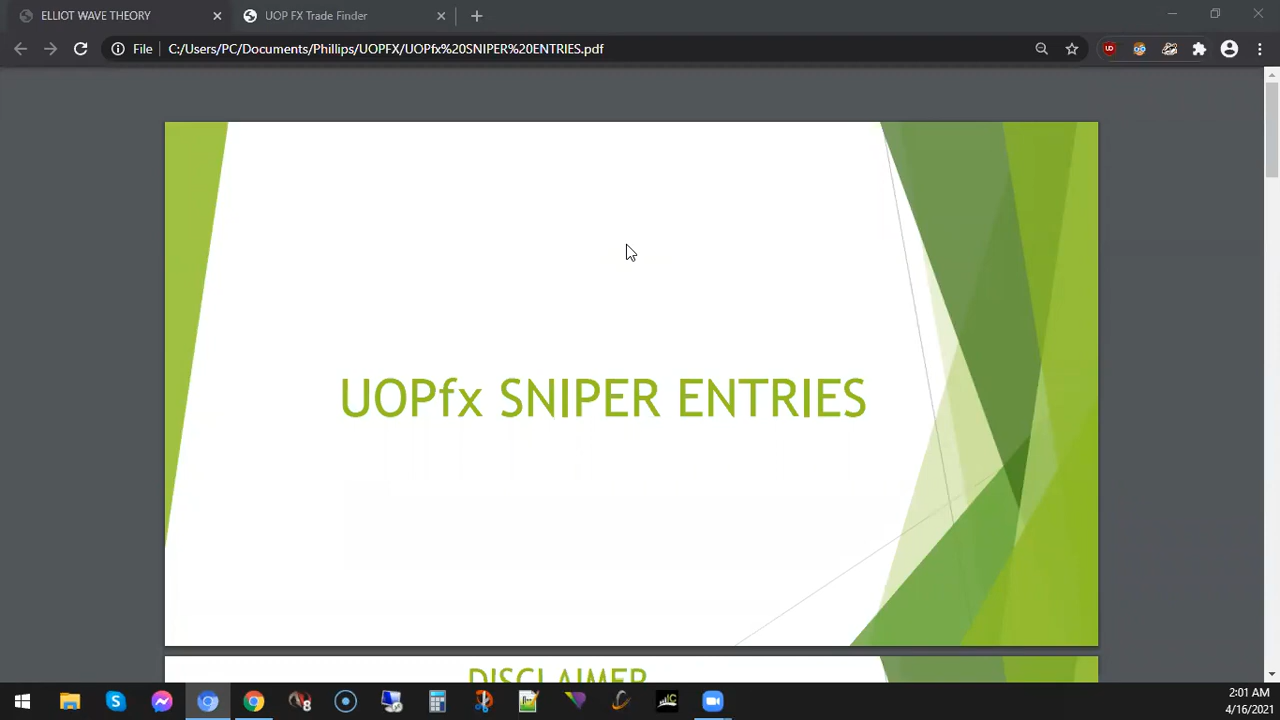 ELLIOT WAVE THEORY
UOP FX Trade Finder
File
C:/Users/PC/Documents/Phillips/UOPFX/UOPfx%20SNIPER%20ENTRIES.pdf
UOPfx SNIPER ENTRIES
DISCLAIMER
2:01 AM
4/16/2021